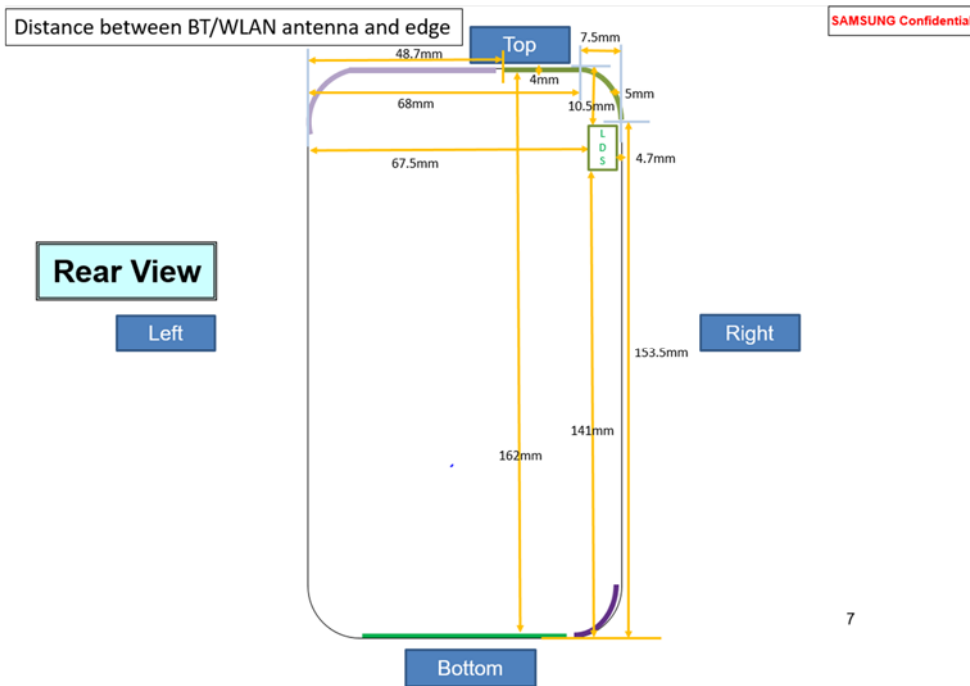 Distance between BT/WLAN antenna and edge
SAMSUNG Confidential
Top
7.5mm
48.7mm
4mm
5mm
68mm
10.5mm
L
D
S
67.5mm
4.7mm
Rear View
Left
Right
153.5mm
141mm
162mm
7
Bottom